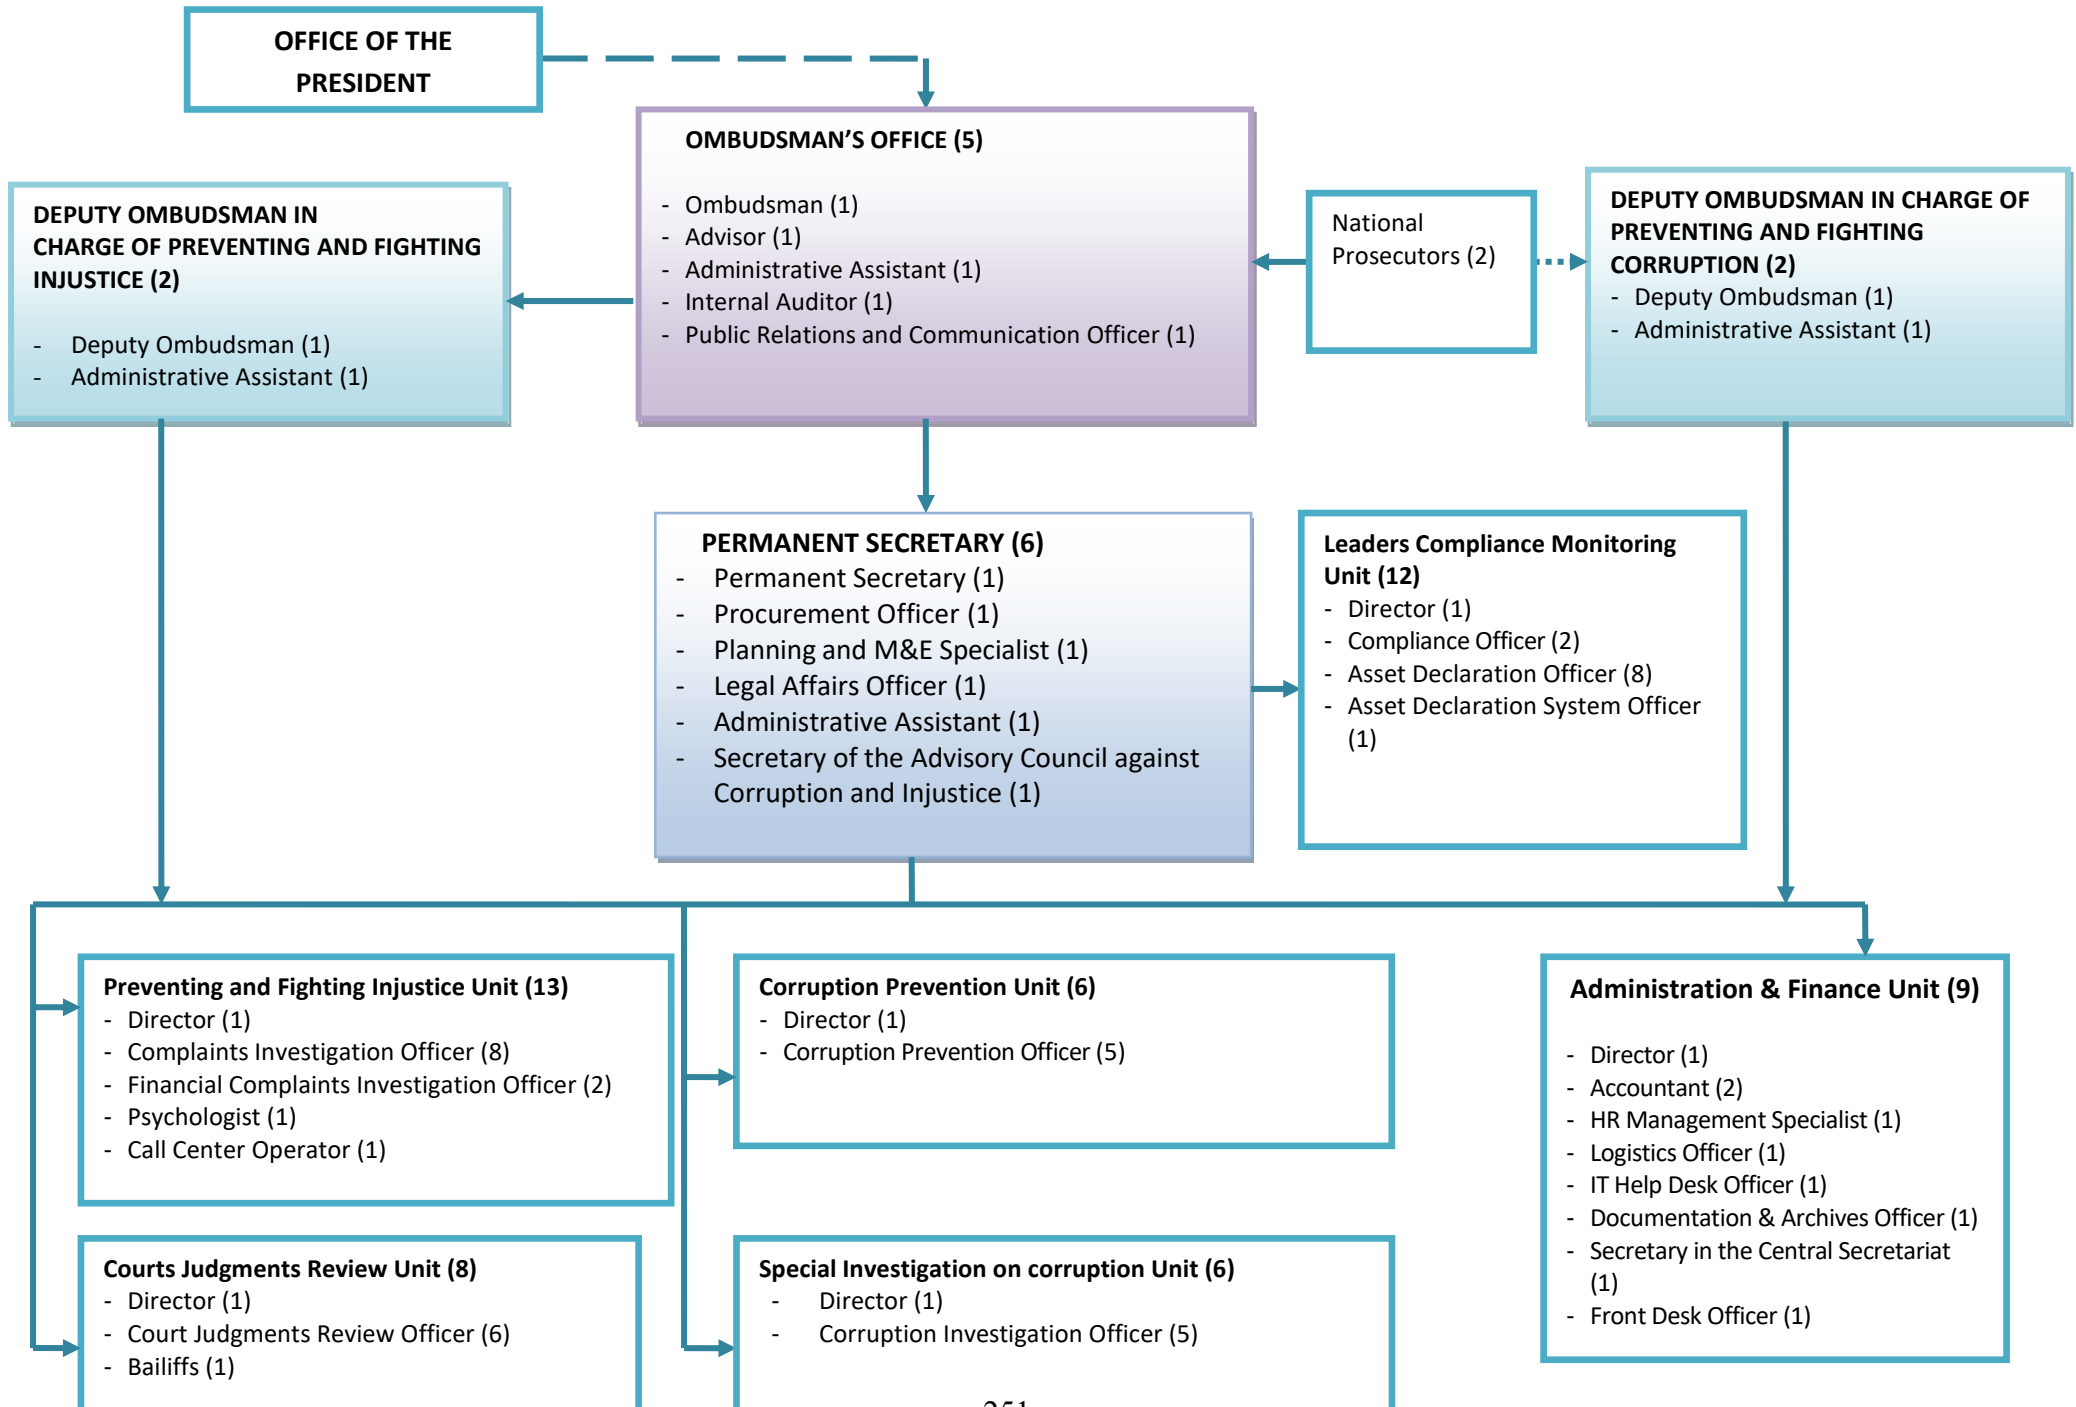 OFFICE OF THE
PRESIDENT
OMBUDSMAN’S OFFICE (5)
- Ombudsman (1)
- Advisor (1)
- Administrative Assistant (1)
- Internal Auditor (1)
- Public Relations and Communication Officer (1)
DEPUTY OMBUDSMAN IN
CHARGE OF PREVENTING AND FIGHTING
INJUSTICE (2)
- Deputy Ombudsman (1)
- Administrative Assistant (1)
National
Prosecutors (2)
DEPUTY OMBUDSMAN IN CHARGE OF
PREVENTING AND FIGHTING
CORRUPTION (2)
- Deputy Ombudsman (1)
- Administrative Assistant (1)
PERMANENT SECRETARY (6)
- Permanent Secretary (1)
- Procurement Officer (1)
- Planning and M&E Specialist (1)
- Legal Affairs Officer (1)
- Administrative Assistant (1)
- Secretary of the Advisory Council against
Corruption and Injustice (1)
Leaders Compliance Monitoring
Unit (12)
- Director (1)
- Compliance Officer (2)
- Asset Declaration Officer (8)
- Asset Declaration System Officer
(1)
Preventing and Fighting Injustice Unit (13)
- Director (1)
- Complaints Investigation Officer (8)
- Financial Complaints Investigation Officer (2)
- Psychologist (1)
- Call Center Operator (1)
Corruption Prevention Unit (6)
- Director (1)
- Corruption Prevention Officer (5)
Administration & Finance Unit (9)
- Director (1)
- Accountant (2)
- HR Management Specialist (1)
- Logistics Officer (1)
- IT Help Desk Officer (1)
- Documentation & Archives Officer (1)
- Secretary in the Central Secretariat
(1)
- Front Desk Officer (1)
Courts Judgments Review Unit (8)
- Director (1)
- Court Judgments Review Officer (6)
- Bailiffs (1)
Special Investigation on corruption Unit (6)
- Director (1)
- Corruption Investigation Officer (5)
251